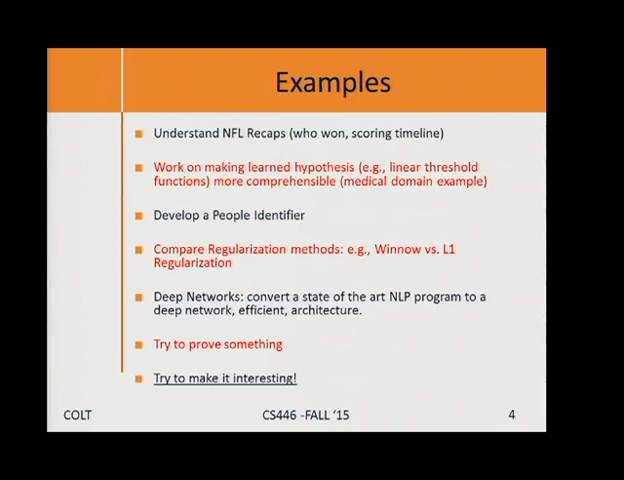 Examples
Understand NFL Recaps (who won, scoring timeline)
Work on making learned hypothesis (e.g., linear threshold
functions) more comprehensible (medical domain example)
Develop a People Identifier
Compare Regularization methods: e.g., Winnow vs. L1
Regularization
Deep Networks: convert a state of the art NLP program to a
deep network, efficient, architecture.
Try to prove something
Try to make it interesting!
COLT CS446 -FALL ‘15 4